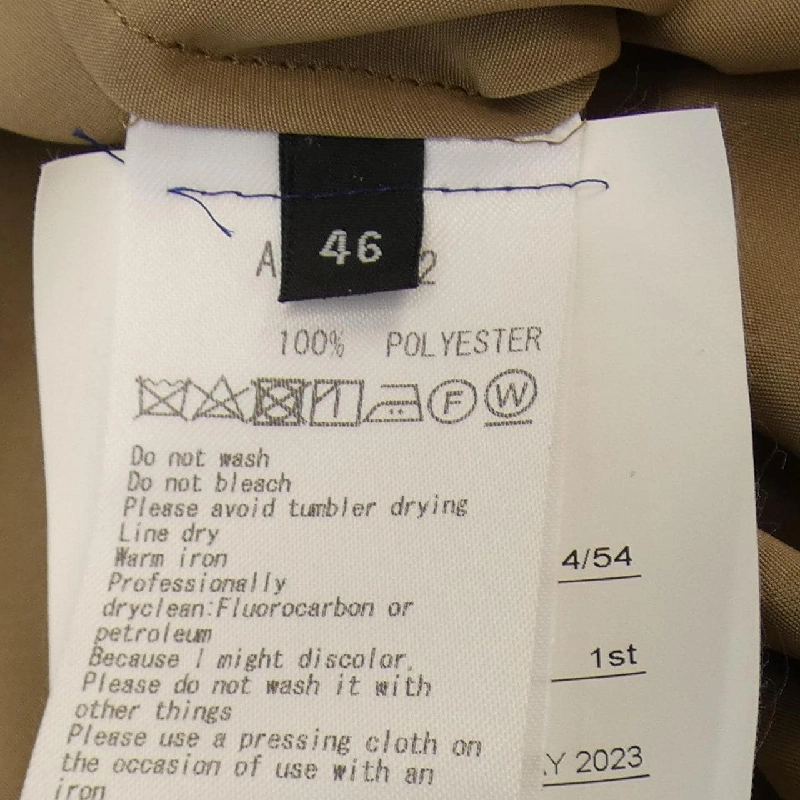 46
A 2
100% POLYESTER
F W
Do not wash
Do not bleach
Please avoid tumbler drying
Line dry
Warm iron
Professionally
dryclean:Fluorocarbon or
petroleum
Because I might discolor.
Please do not wash it with
other things
Please use a pressing cloth on
the occasion of use with an
iron
4/54
1st
Y 2023